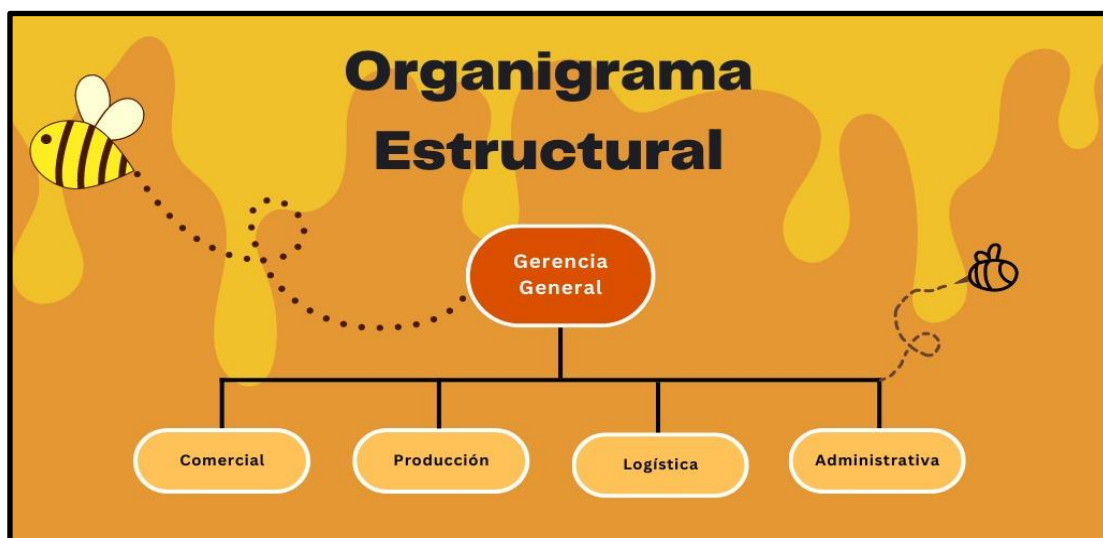 Organigrama
Estructural
Gerencia
General
Comercial
Producción
Logística
Administrativa